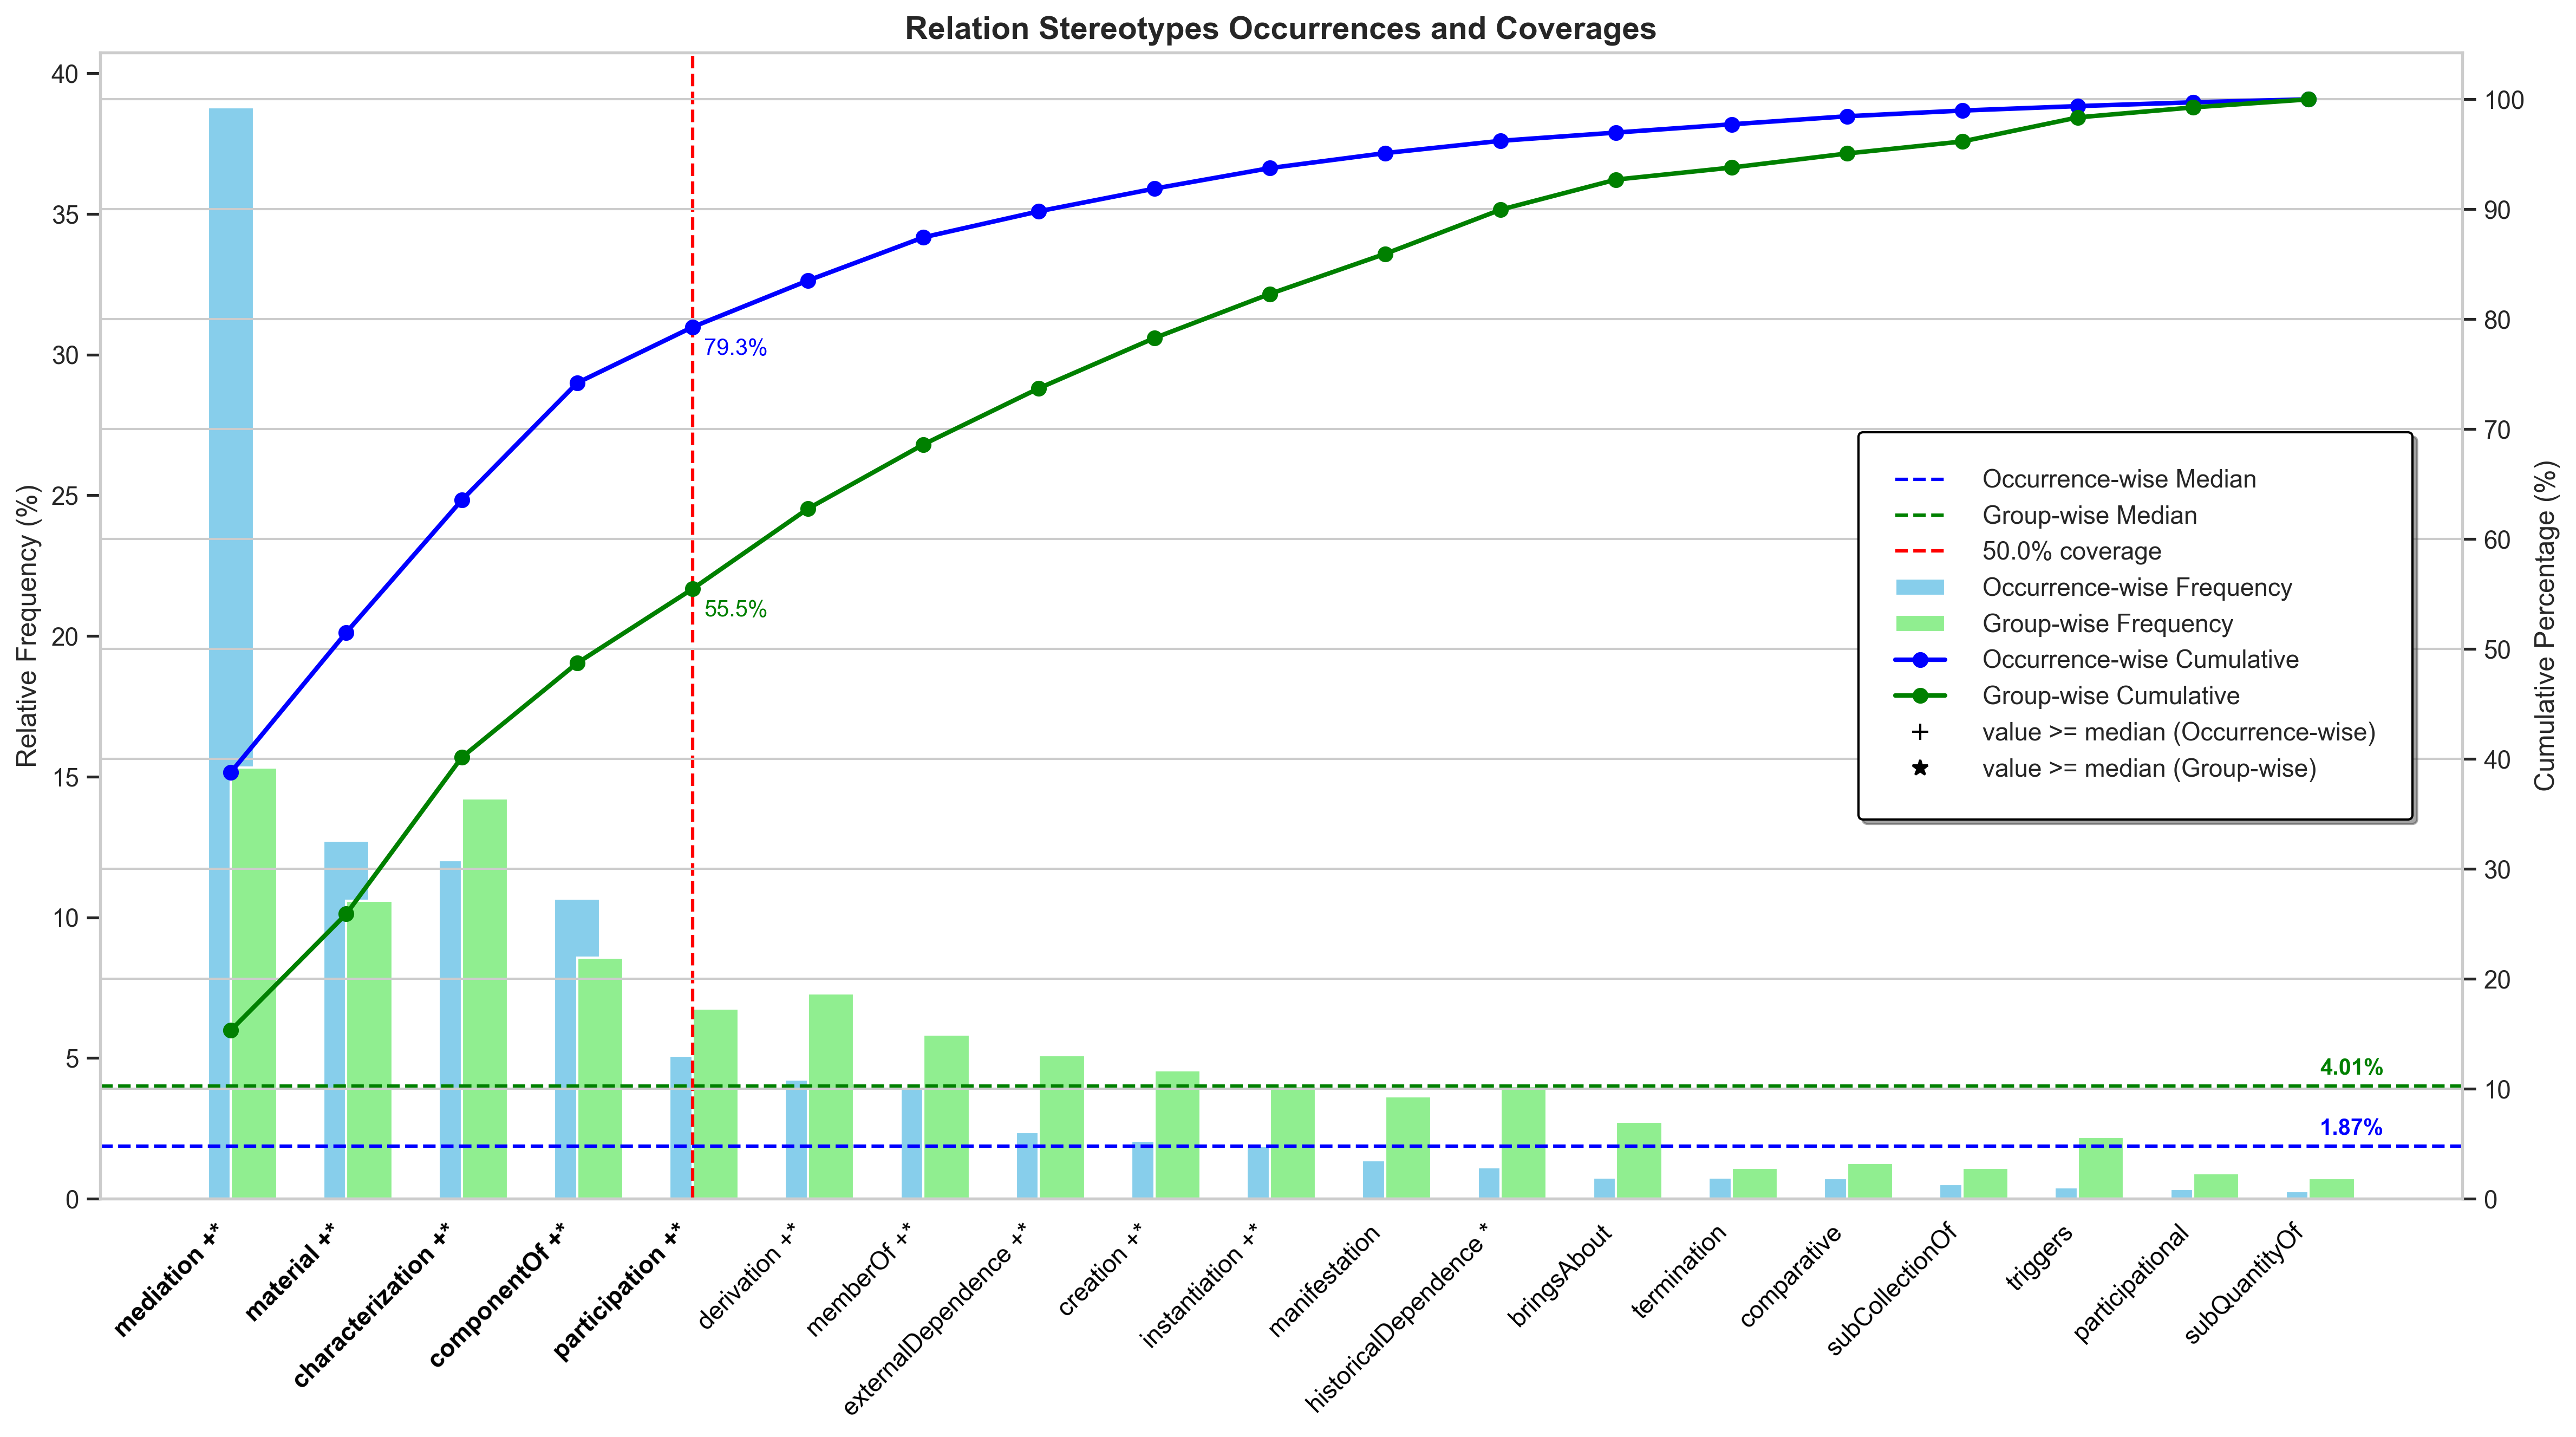 Relation Stereotypes Occurrences and Coverages
Relative Frequency (%)
40
35
30
25
20
15
10
5
0
100
90
80
70
60
50
40
30
20
10
0
Cumulative Percentage (%)
79.3%
55.5%
4.01%
1.87%
Occurrence-wise Median
Group-wise Median
50.0% coverage
Occurrence-wise Frequency
Group-wise Frequency
Occurrence-wise Cumulative
Group-wise Cumulative
value >= median (Occurrence-wise)
value >= median (Group-wise)
mediation +*
material +*
characterization +*
componentOf +*
participation +*
derivation +*
memberOf +*
externalDependence +*
creation +*
instantiation +*
manifestation
historicalDependence *
bringsAbout
termination
comparative
subCollectionOf
triggers
participational
subQuantityOf